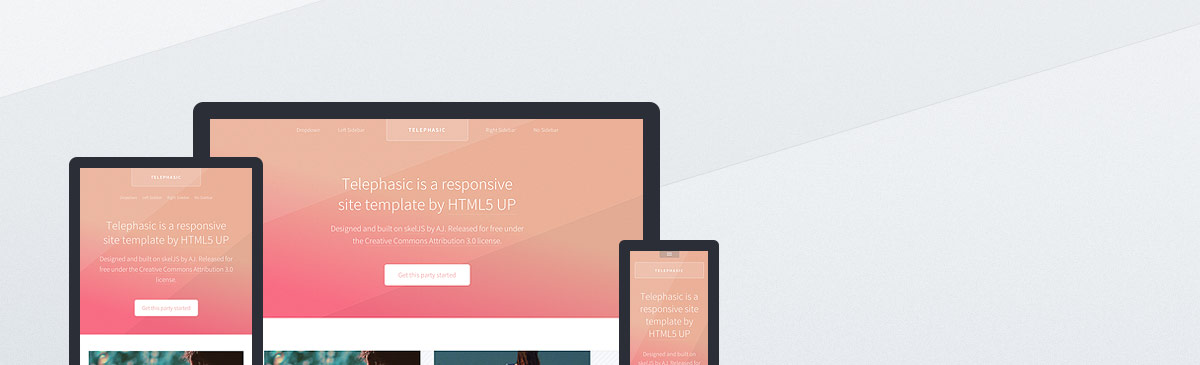 Dropdown Left Sidebar TELEPHASIC Right Sidebar No Sidebar
Telephasic is a responsive
site template by HTML5 UP
Designed and built on skelJS by AJ. Released for free under
the Creative Commons Attribution 3.0 license.
Get this party started
TELEPHASIC
Dropdown Left Sidebar Right Sidebar No Sidebar
Telephasic is a responsive
site template by HTML5 UP
Designed and built on skelJS by AJ. Released for
free under the Creative Commons Attribution 3.0
license.
Get this party started
TELEPHASIC
Telephasic is a
responsive site
template by
HTML5 UP
Designed and built on
skelJS by AJ. Released for